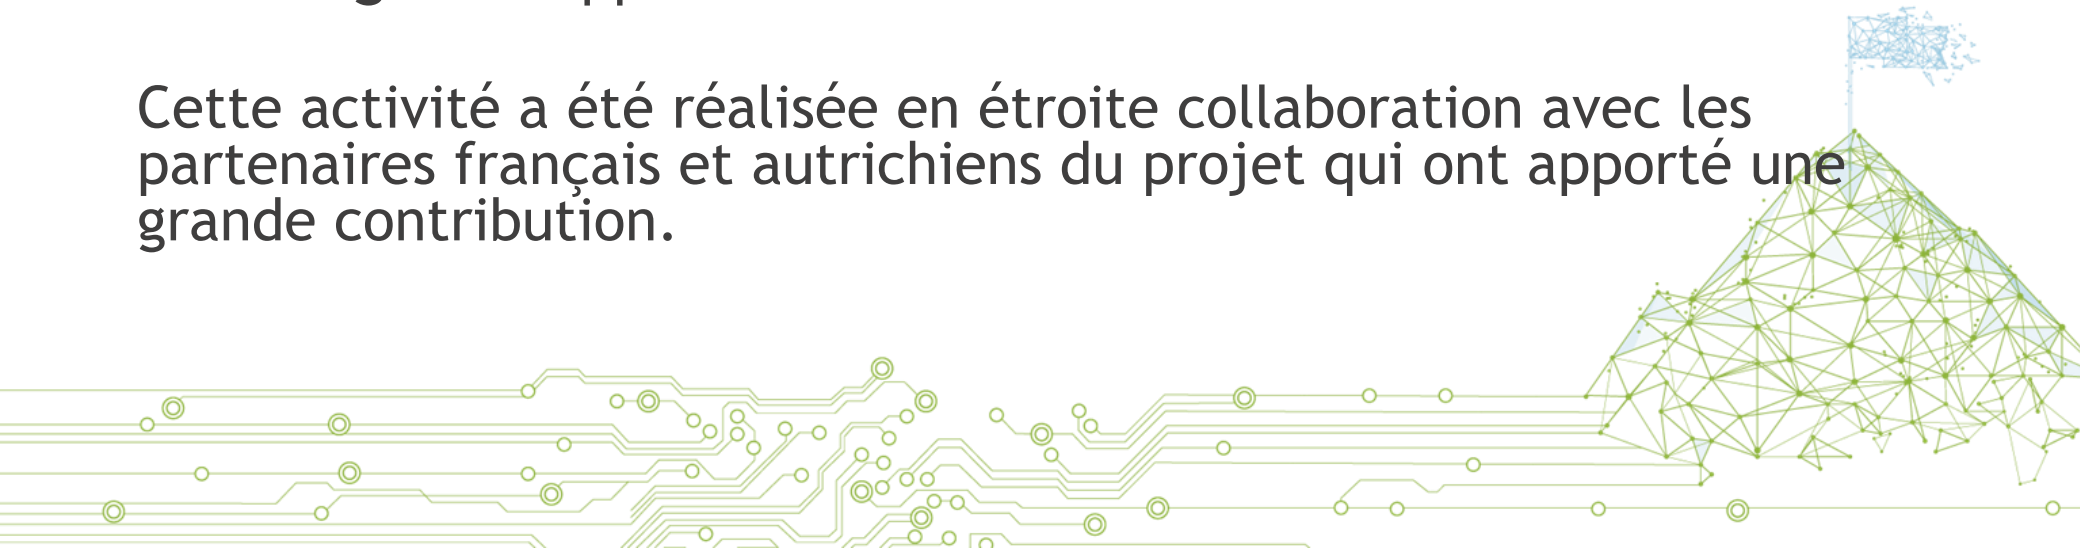 Cette activité a été réalisée en étroite collaboration avec les
partenaires français et autrichiens du projet qui ont apporté une
grande contribution.